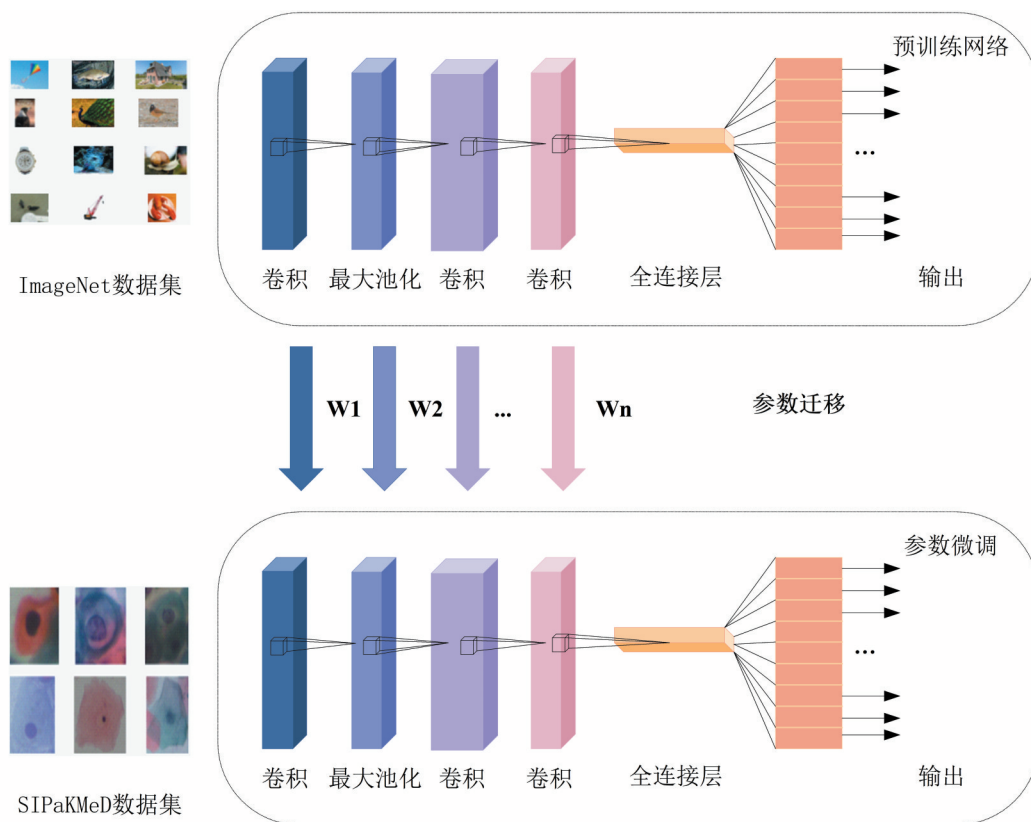 预训练网络
...
卷积 最大池化 卷积 卷积 全连接层 输出
ImageNet数据集
W1 W2 ... Wn 参数迁移
参数微调
...
卷积 最大池化 卷积 卷积 全连接层 输出
SIPaKMeD数据集